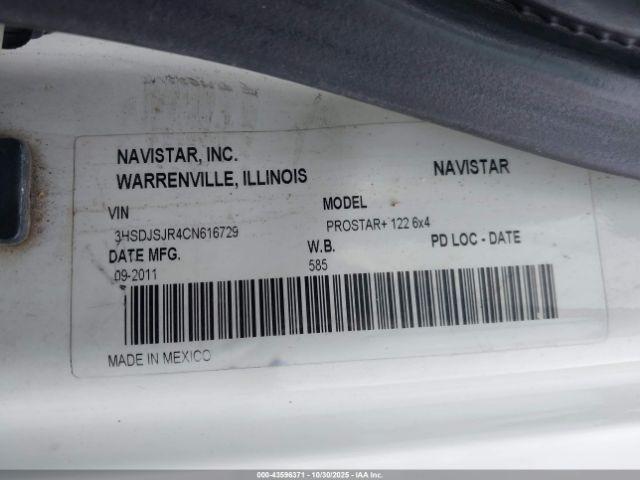 NAVISTAR, INC.
WARRENVILLE, ILLINOIS
NAVISTAR
VIN
MODEL
3HSDJSJR4CN616729
PROSTAR+ 122 6x4
DATE MFG.
W.B.
PD LOC - DATE
09-2011
585
MADE IN MEXICO
000-43596371 | 10/30/2025 | IAA Inc.